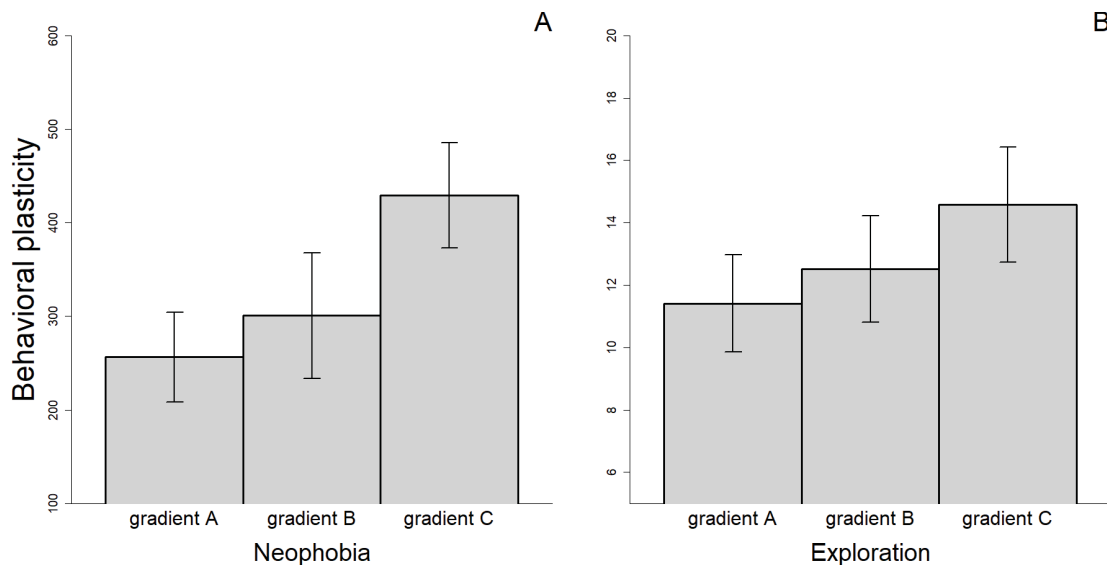 A
Behavioral plasticity
600
500
400
300
200
100
gradient A
gradient B
gradient C
Neophobia
B
20
18
16
14
12
10
8
6
gradient A
gradient B
gradient C
Exploration